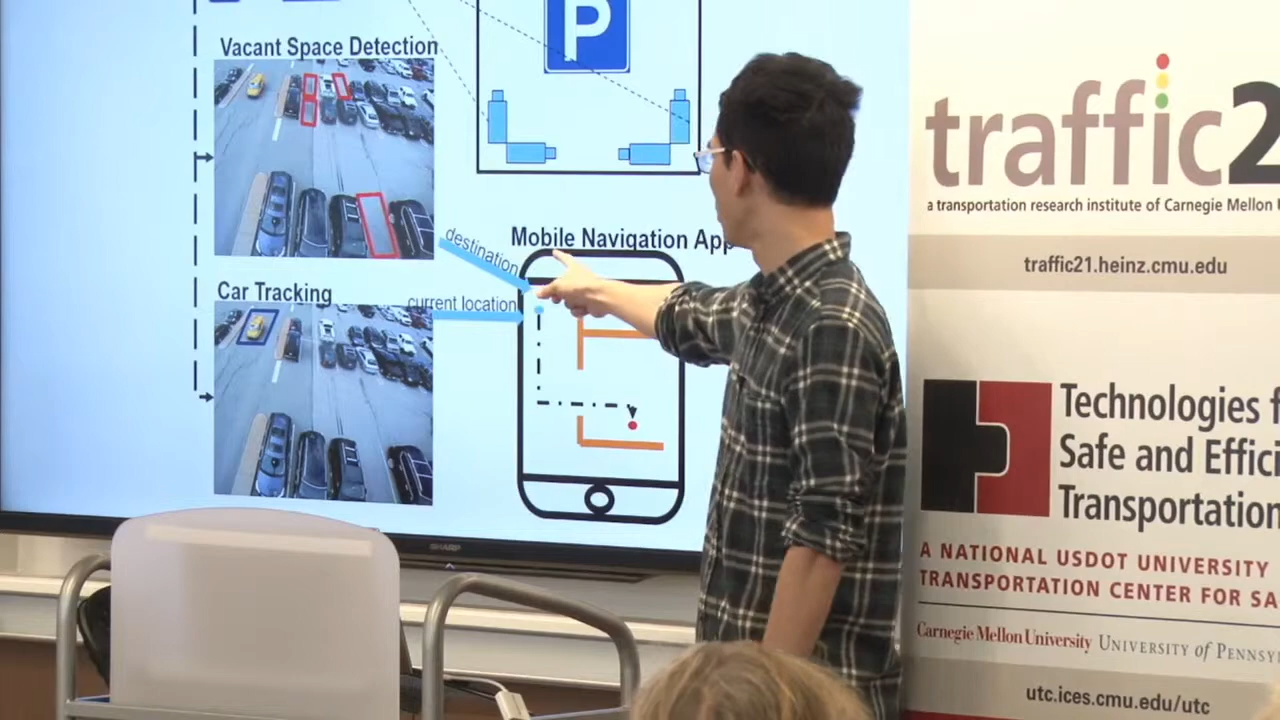 P
Vacant Space Detection
destination
Mobile Navigation App
Car Tracking
current location
SHARP
traffic2
a transportation research institute of Carnegie Mellon
traffic21.heinz.cmu.edu
Technologies
Safe and Effici
Transportation
A NATIONAL USDOT UNIVERSITY
TRANSPORTATION CENTER FOR SA
Carnegie Mellon University UNIVERSITY of PENNSY
utc.ices.cmu.edu/utc